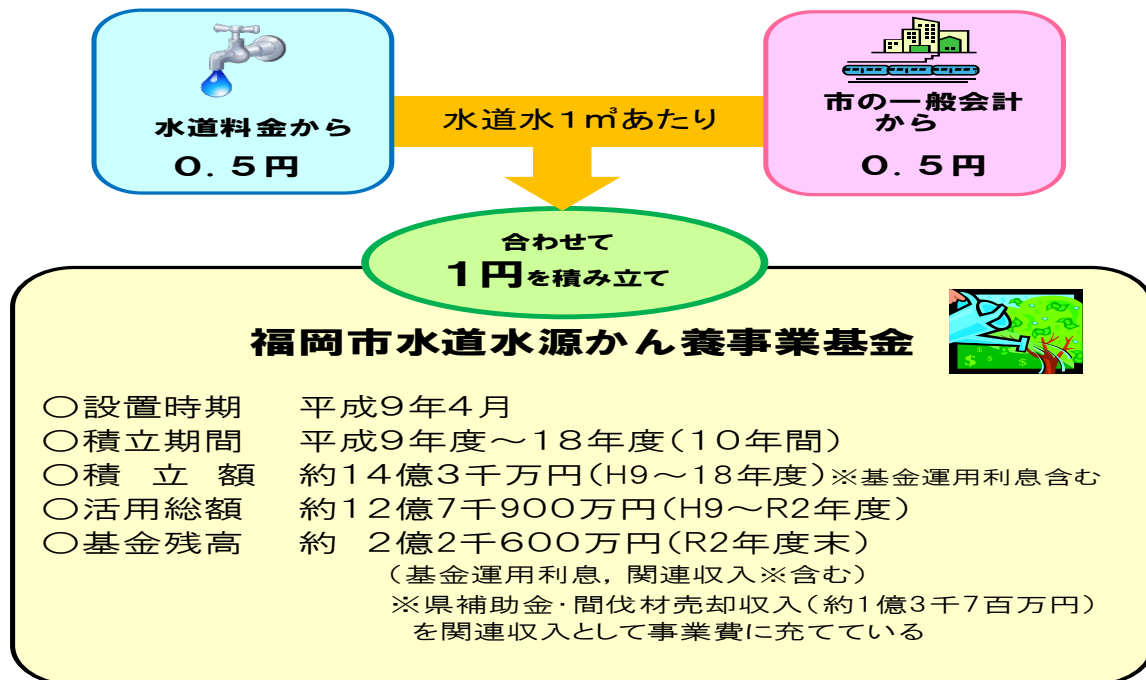 水道料金から
０．５円
水道水１㎥あたり
市の一般会計
から
０．５円
合わせて
１円を積み立て
福岡市水道水源かん養事業基金
○設置時期　平成９年４月
○積立期間　平成９年度～１８年度（１０年間）
○積　立　額　約１４億３千万円（H９～１８年度）※基金運用利息含む
○活用総額　約１２億７千９００万円（H９～R２年度）
○基金残高　約　２億２千６００万円（R２年度末）
（基金運用利息，関連収入※含む）
※県補助金・間伐材売却収入（約１億３千７百万円）
を関連収入として事業費に充てている